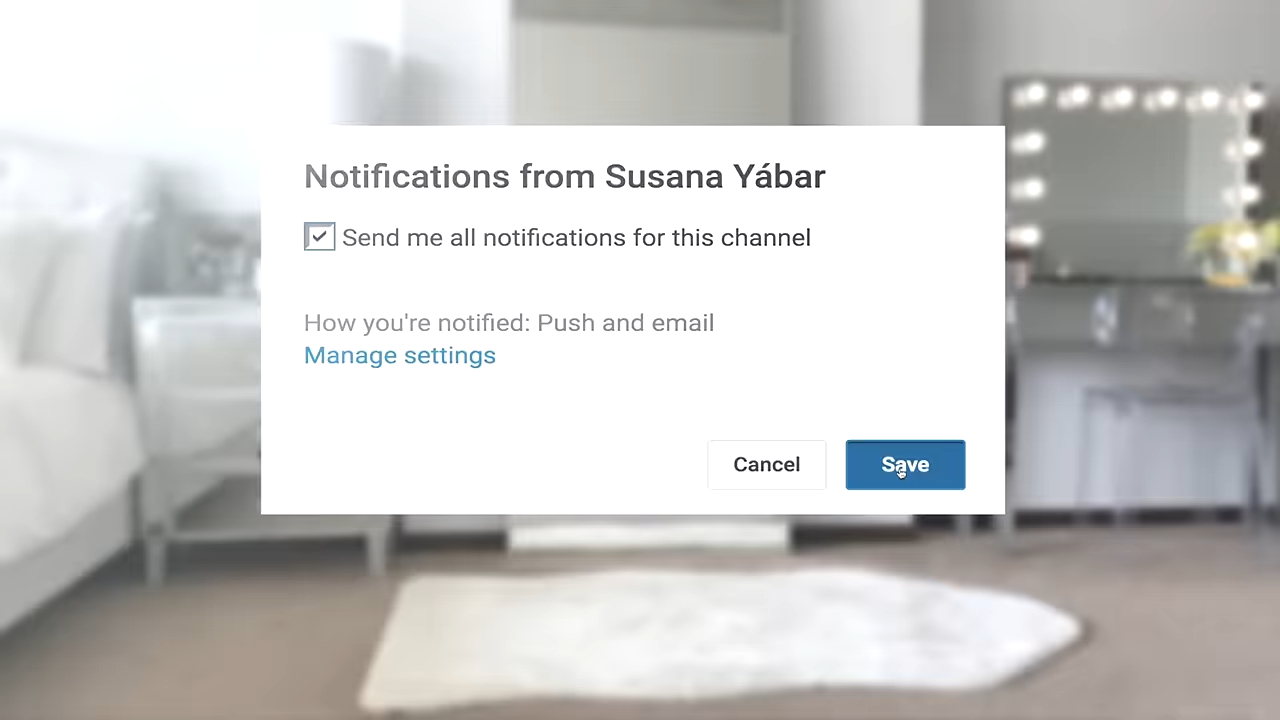 Notifications from Susana Yábar
Send me all notifications for this channel
How you're notified: Push and email
Manage settings
Cancel
Save